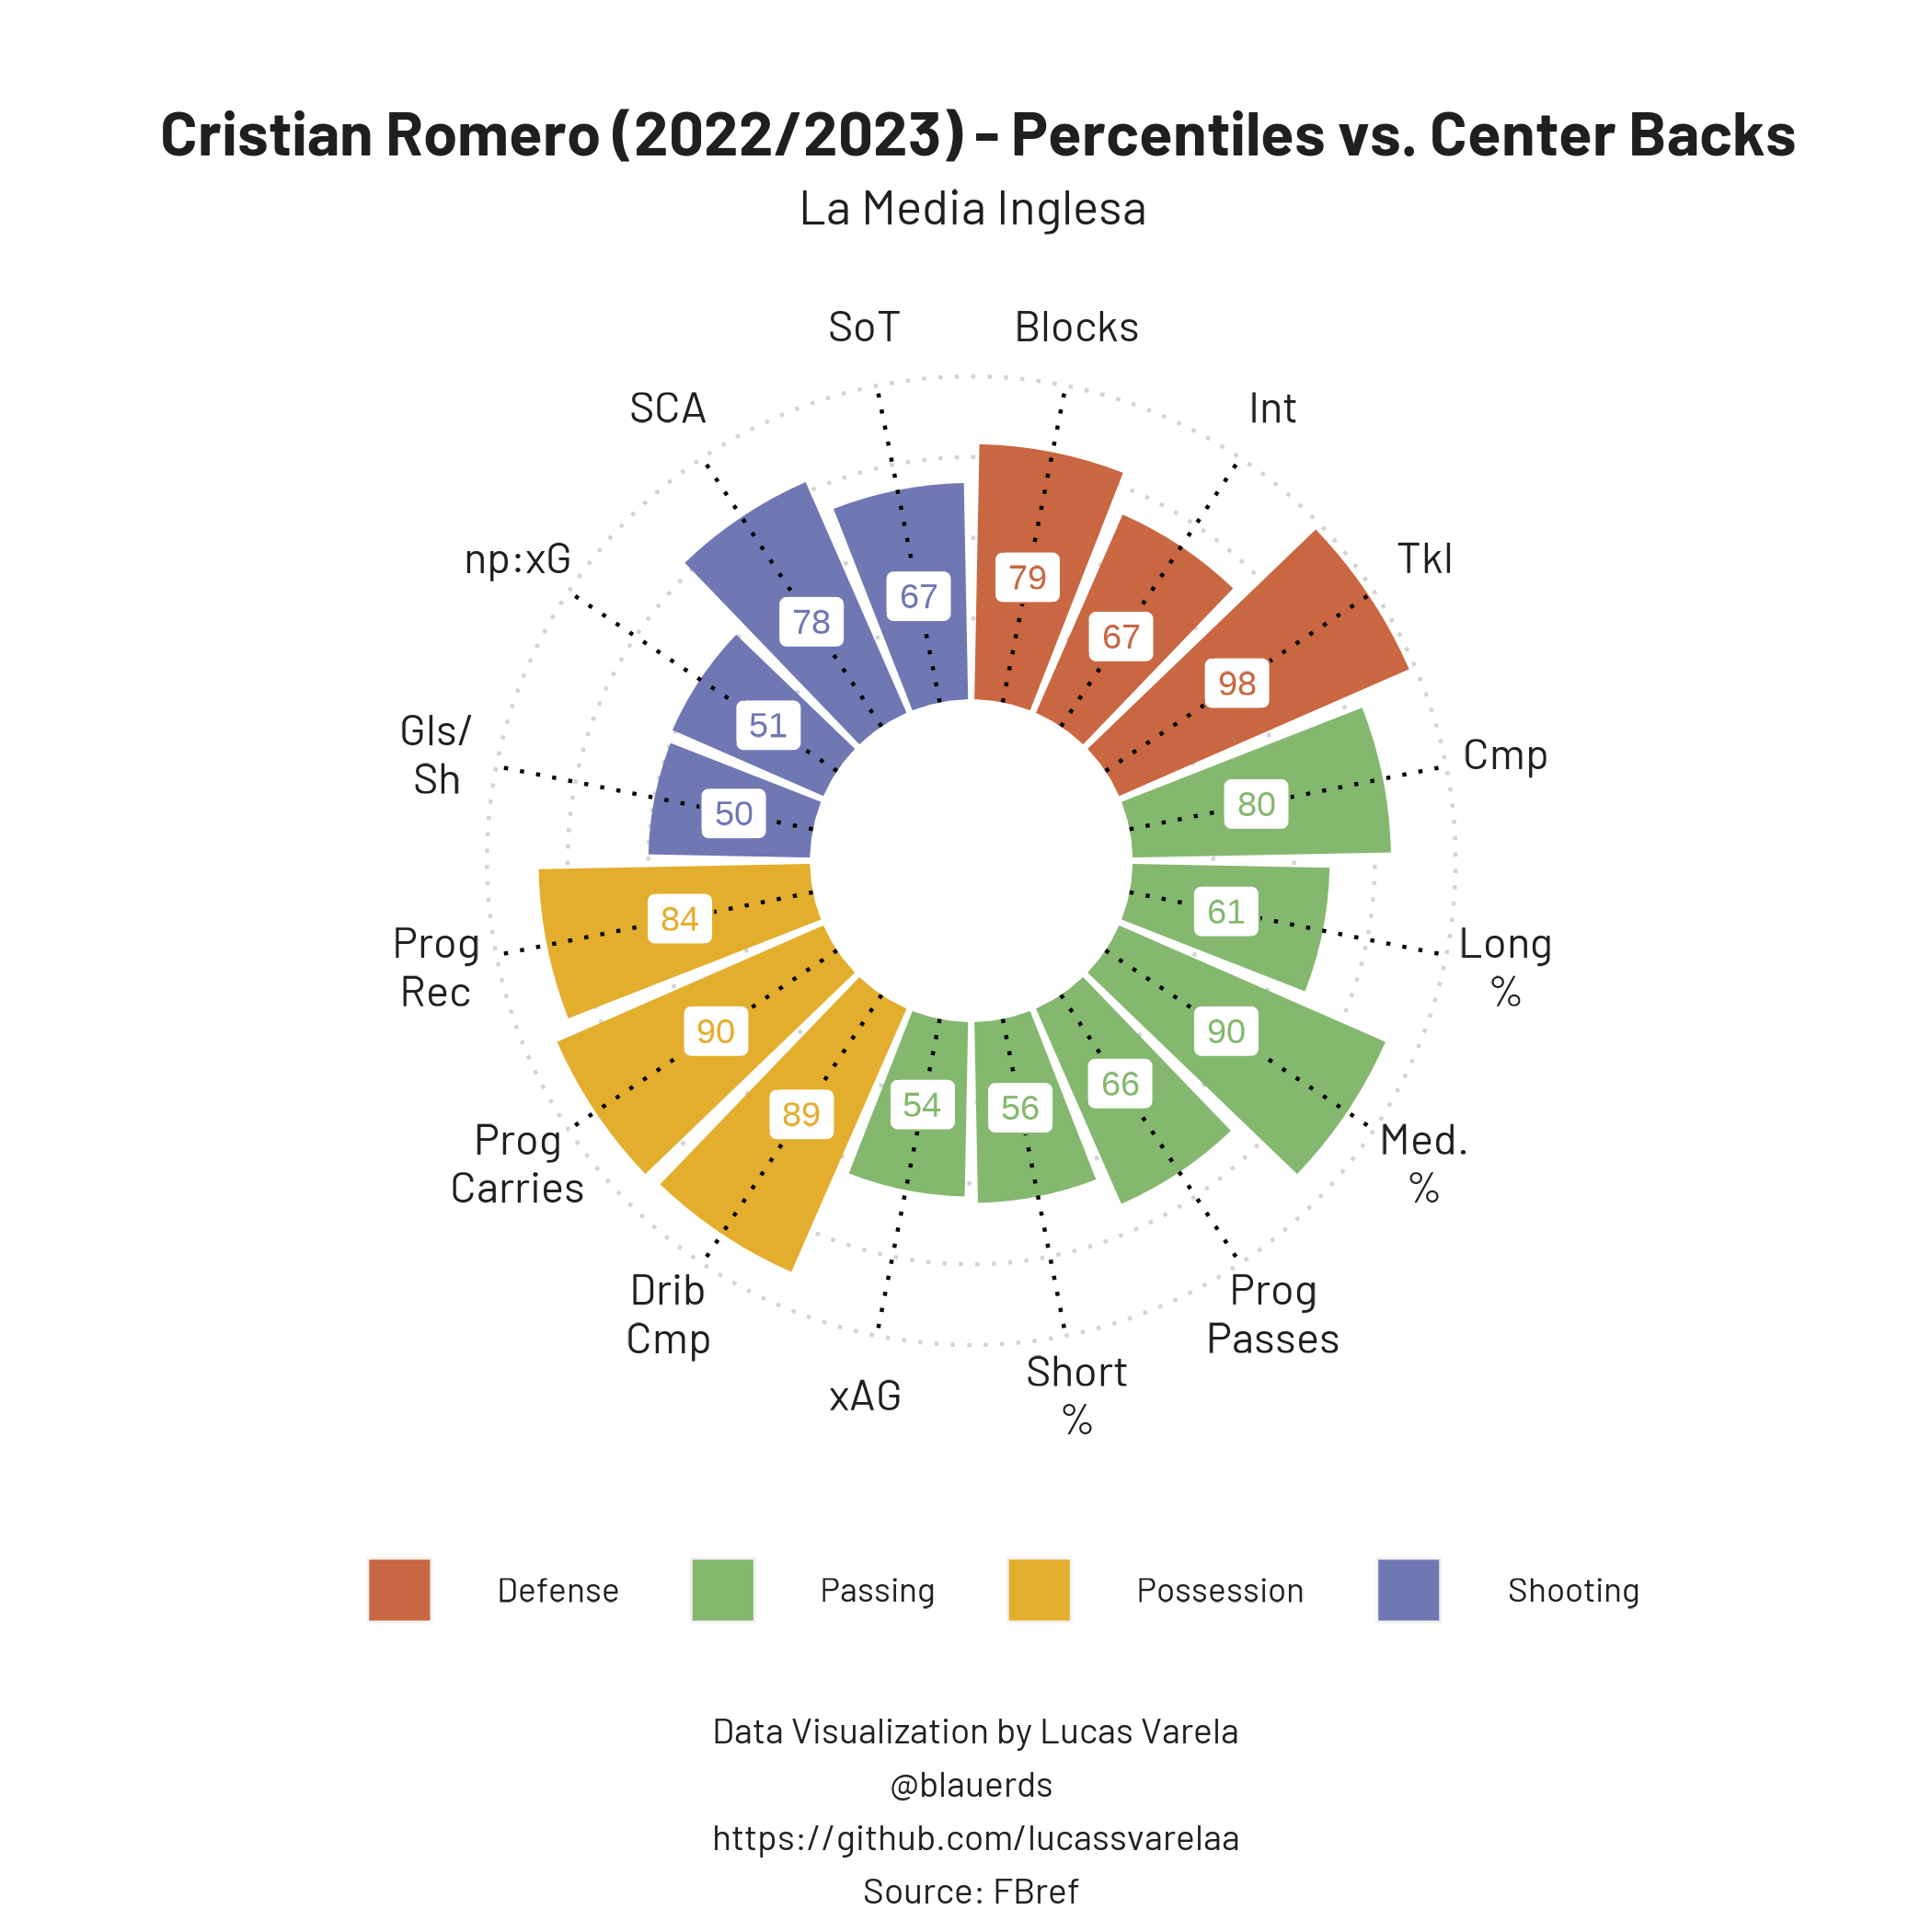 Cristian Romero (2022/2023) - Percentiles vs. Center Backs
La Media Inglesa
SoT
Blocks
SCA
Int
np:xG
Tkl
Gls/
Sh
Cmp
Prog
Rec
Long
%
Prog
Carries
Med.
%
Drib
Cmp
Prog
Passes
xAG
Short
%
79
67
98
80
61
90
66
56
54
89
90
84
50
51
78
67
Defense
Passing
Possession
Shooting
Data Visualization by Lucas Varela
@blauerds
https://github.com/lucassvarelaa
Source: FBref